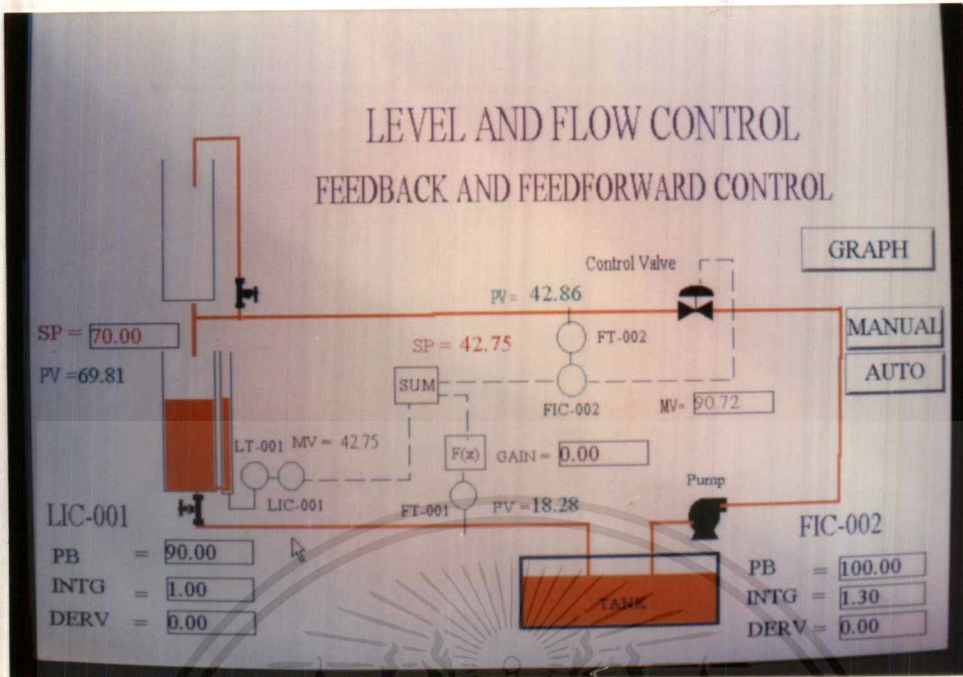 LEVEL AND FLOW CONTROL
FEEDBACK AND FEEDFORWARD CONTROL
GRAPH
Control Valve
PV= 42.86
SP = 70.00
FT-002
MANUAL
SP = 42.75
PV =69.81
AUTO
SUM
FIC-002
MV= 90.72
LT-001 MV = 42.75
F(x) GAIN = 0.00
LIC-001
Pump
FT-001 PV =18.28
LIC-001
FIC-002
PB = 90.00
PB = 100.00
INTG = 1.00
INTG = 1.30
TANK
DERV = 0.00
DERV = 0.00